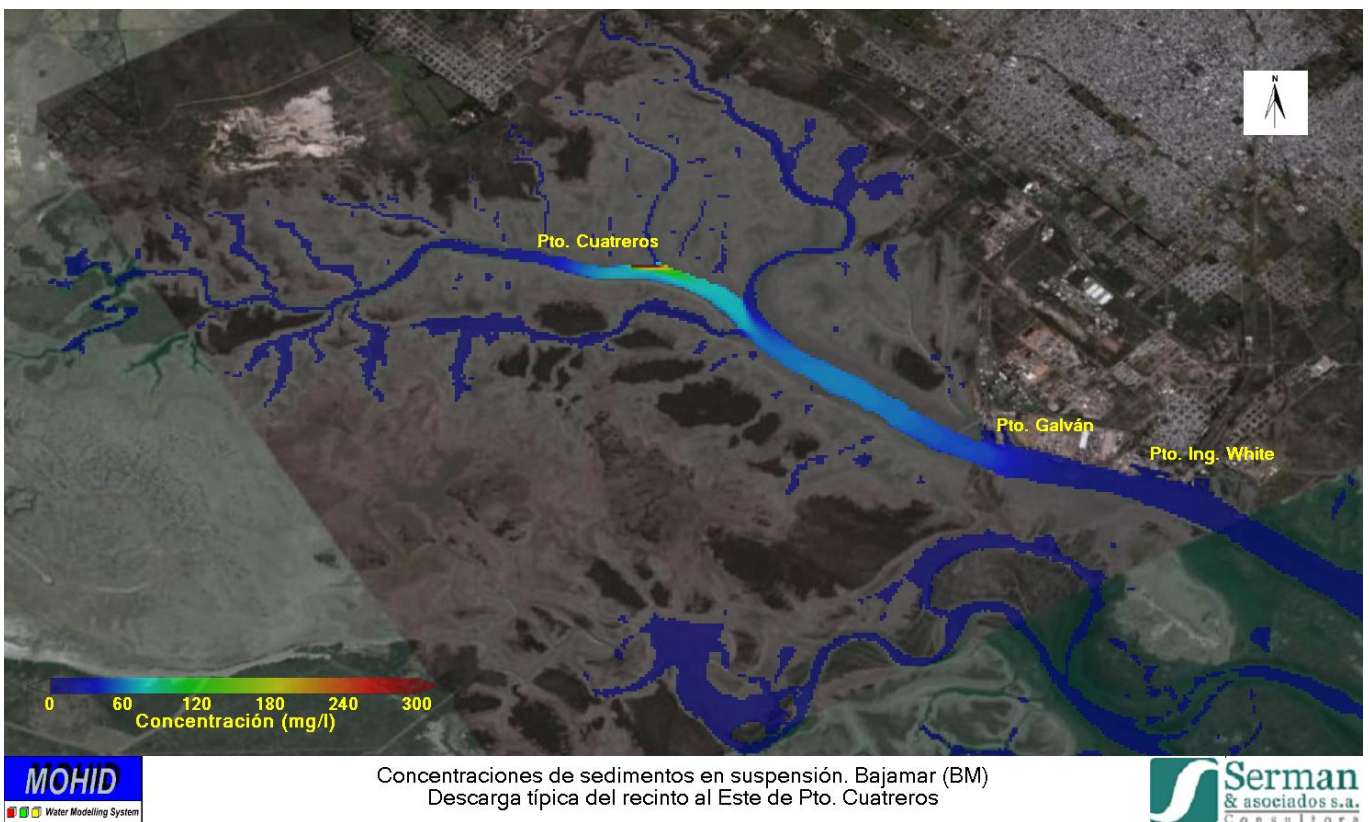 N
Pto. Cuatreros
Pto. Galván
Pto. Ing. White
0 60 120 180 240 300
Concentración (mg/l)
MOHID
Water Modelling System
Concentraciones de sedimentos en suspensión. Bajamar (BM)
Descarga típica del recinto al Este de Pto. Cuatreros
Serman
& asociados s.a.
Consultora